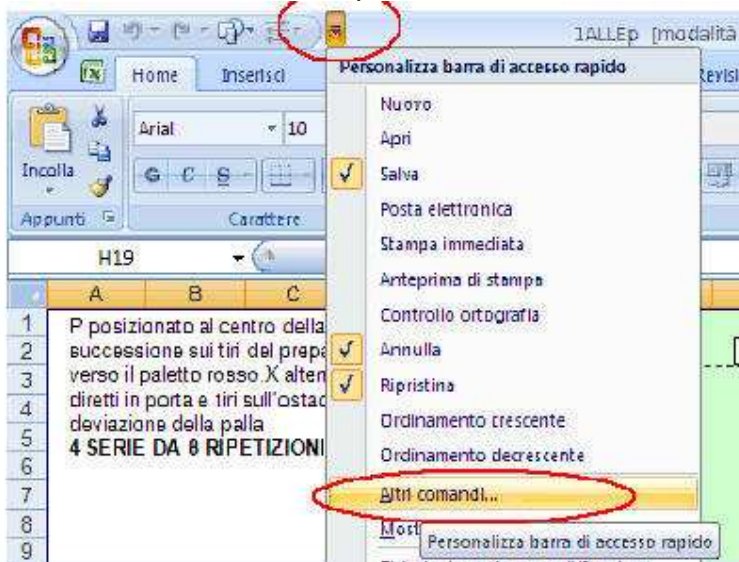 1ALLEp [modalità
Home Inserisci Revisi
Personalizza barra di accesso rapido
Incolla
Arial 10
G C S
Appunti Carattere
Nuovo
Apri
Salva
Posta elettronica
Stampa immediata
Anteprima di stampa
Controllo ortografia
Annulla
Ripristina
Ordinamento crescente
Ordinamento decrescente
Altri comandi...
Most
Personalizza barra di accesso rapido
H19
A B C
1 P posizionato al centro della
2 successione sui tiri del prepa
3 verso il paletto rosso.X altern
4 diretti in porta e tiri sull'ostac
5 deviazione della palla
6 4 SERIE DA 8 RIPETIZIONI
7
8
9